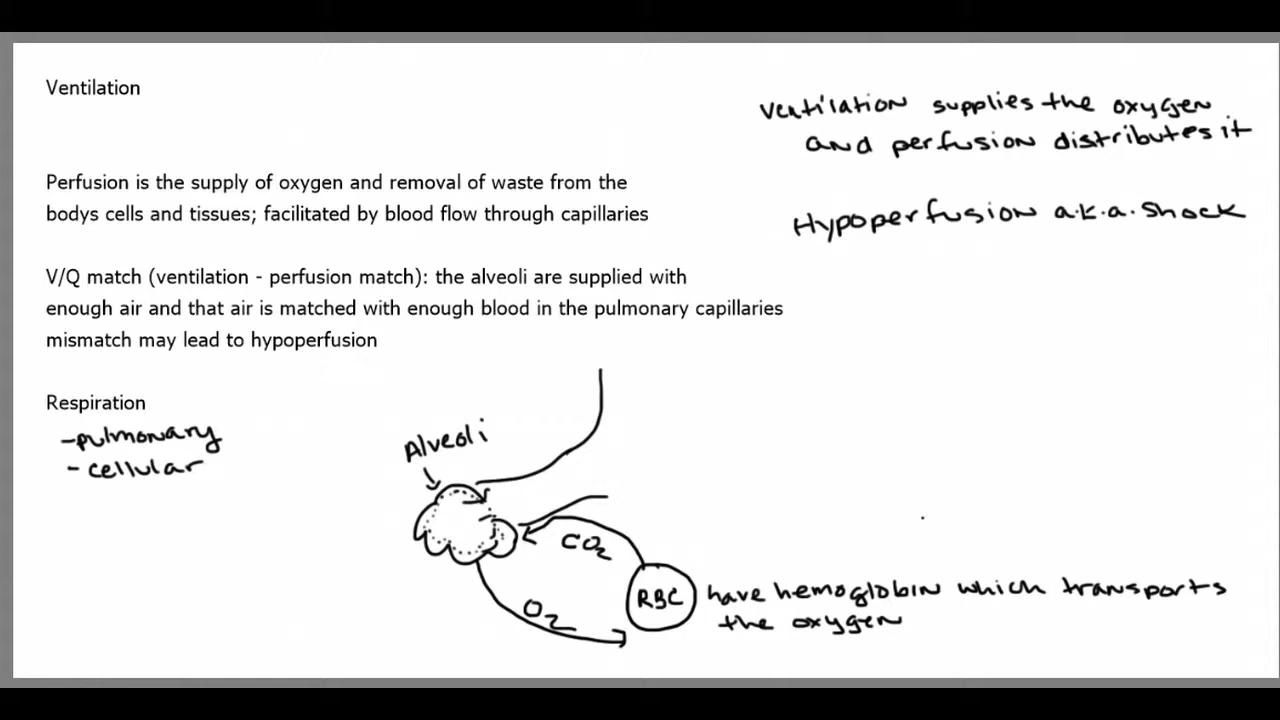 Ventilation
ventilation supplies the oxygen
and perfusion distributes it
Perfusion is the supply of oxygen and removal of waste from the
bodys cells and tissues; facilitated by blood flow through capillaries
Hypoperfusion a.k.a. Shock
V/Q match (ventilation - perfusion match): the alveoli are supplied with
enough air and that air is matched with enough blood in the pulmonary capillaries
mismatch may lead to hypoperfusion
Respiration
-pulmonary
- cellular
Alveoli
CO2
O2
RBC have hemoglobin which transports
the oxygen